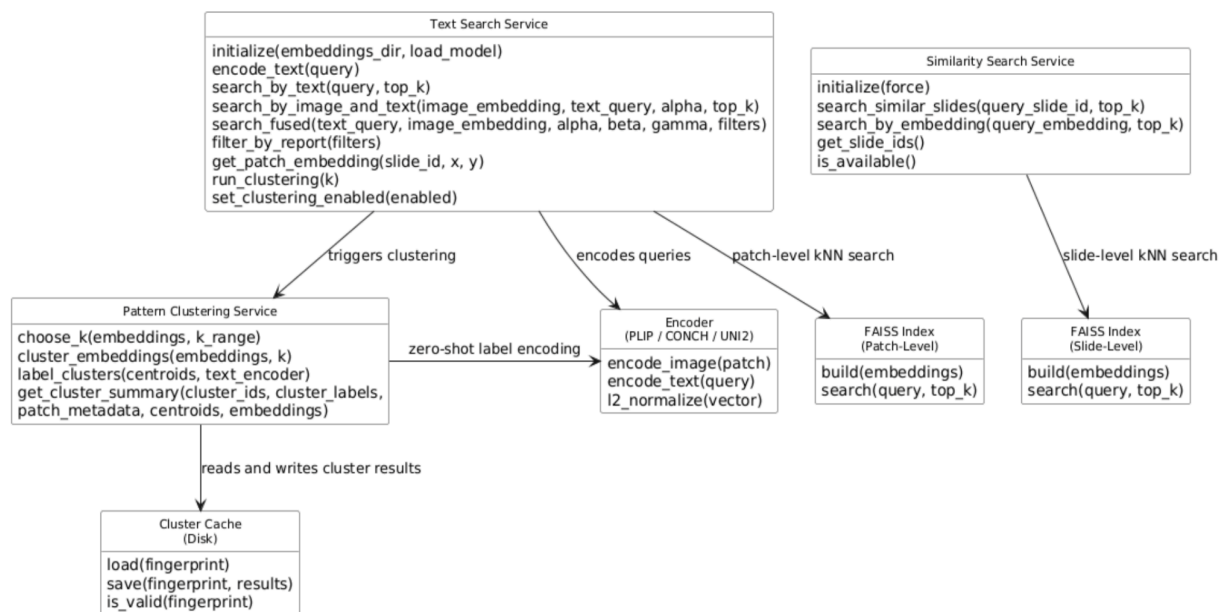 Text Search Service
initialize(embeddings_dir, load_model)
encode_text(query)
search_by_text(query, top_k)
search_by_image_and_text(image_embedding, text_query, alpha, top_k)
search_fused(text_query, image_embedding, alpha, beta, gamma, filters)
filter_by_report(filters)
get_patch_embedding(slide_id, x, y)
run_clustering(k)
set_clustering_enabled(enabled)
Similarity Search Service
initialize(force)
search_similar_slides(query_slide_id, top_k)
search_by_embedding(query_embedding, top_k)
get_slide_ids()
is_available()
triggers clustering
encodes queries
patch-level kNN search
slide-level kNN search
Pattern Clustering Service
choose_k(embeddings, k_range)
cluster_embeddings(embeddings, k)
label_clusters(centroids, text_encoder)
get_cluster_summary(cluster_ids, cluster_labels,
patch_metadata, centroids, embeddings)
zero-shot label encoding
Encoder
(PLIP / CONCH / UNI2)
encode_image(patch)
encode_text(query)
l2_normalize(vector)
FAISS Index
(Patch-Level)
build(embeddings)
search(query, top_k)
FAISS Index
(Slide-Level)
build(embeddings)
search(query, top_k)
reads and writes cluster results
Cluster Cache
(Disk)
load(fingerprint)
save(fingerprint, results)
is_valid(fingerprint)